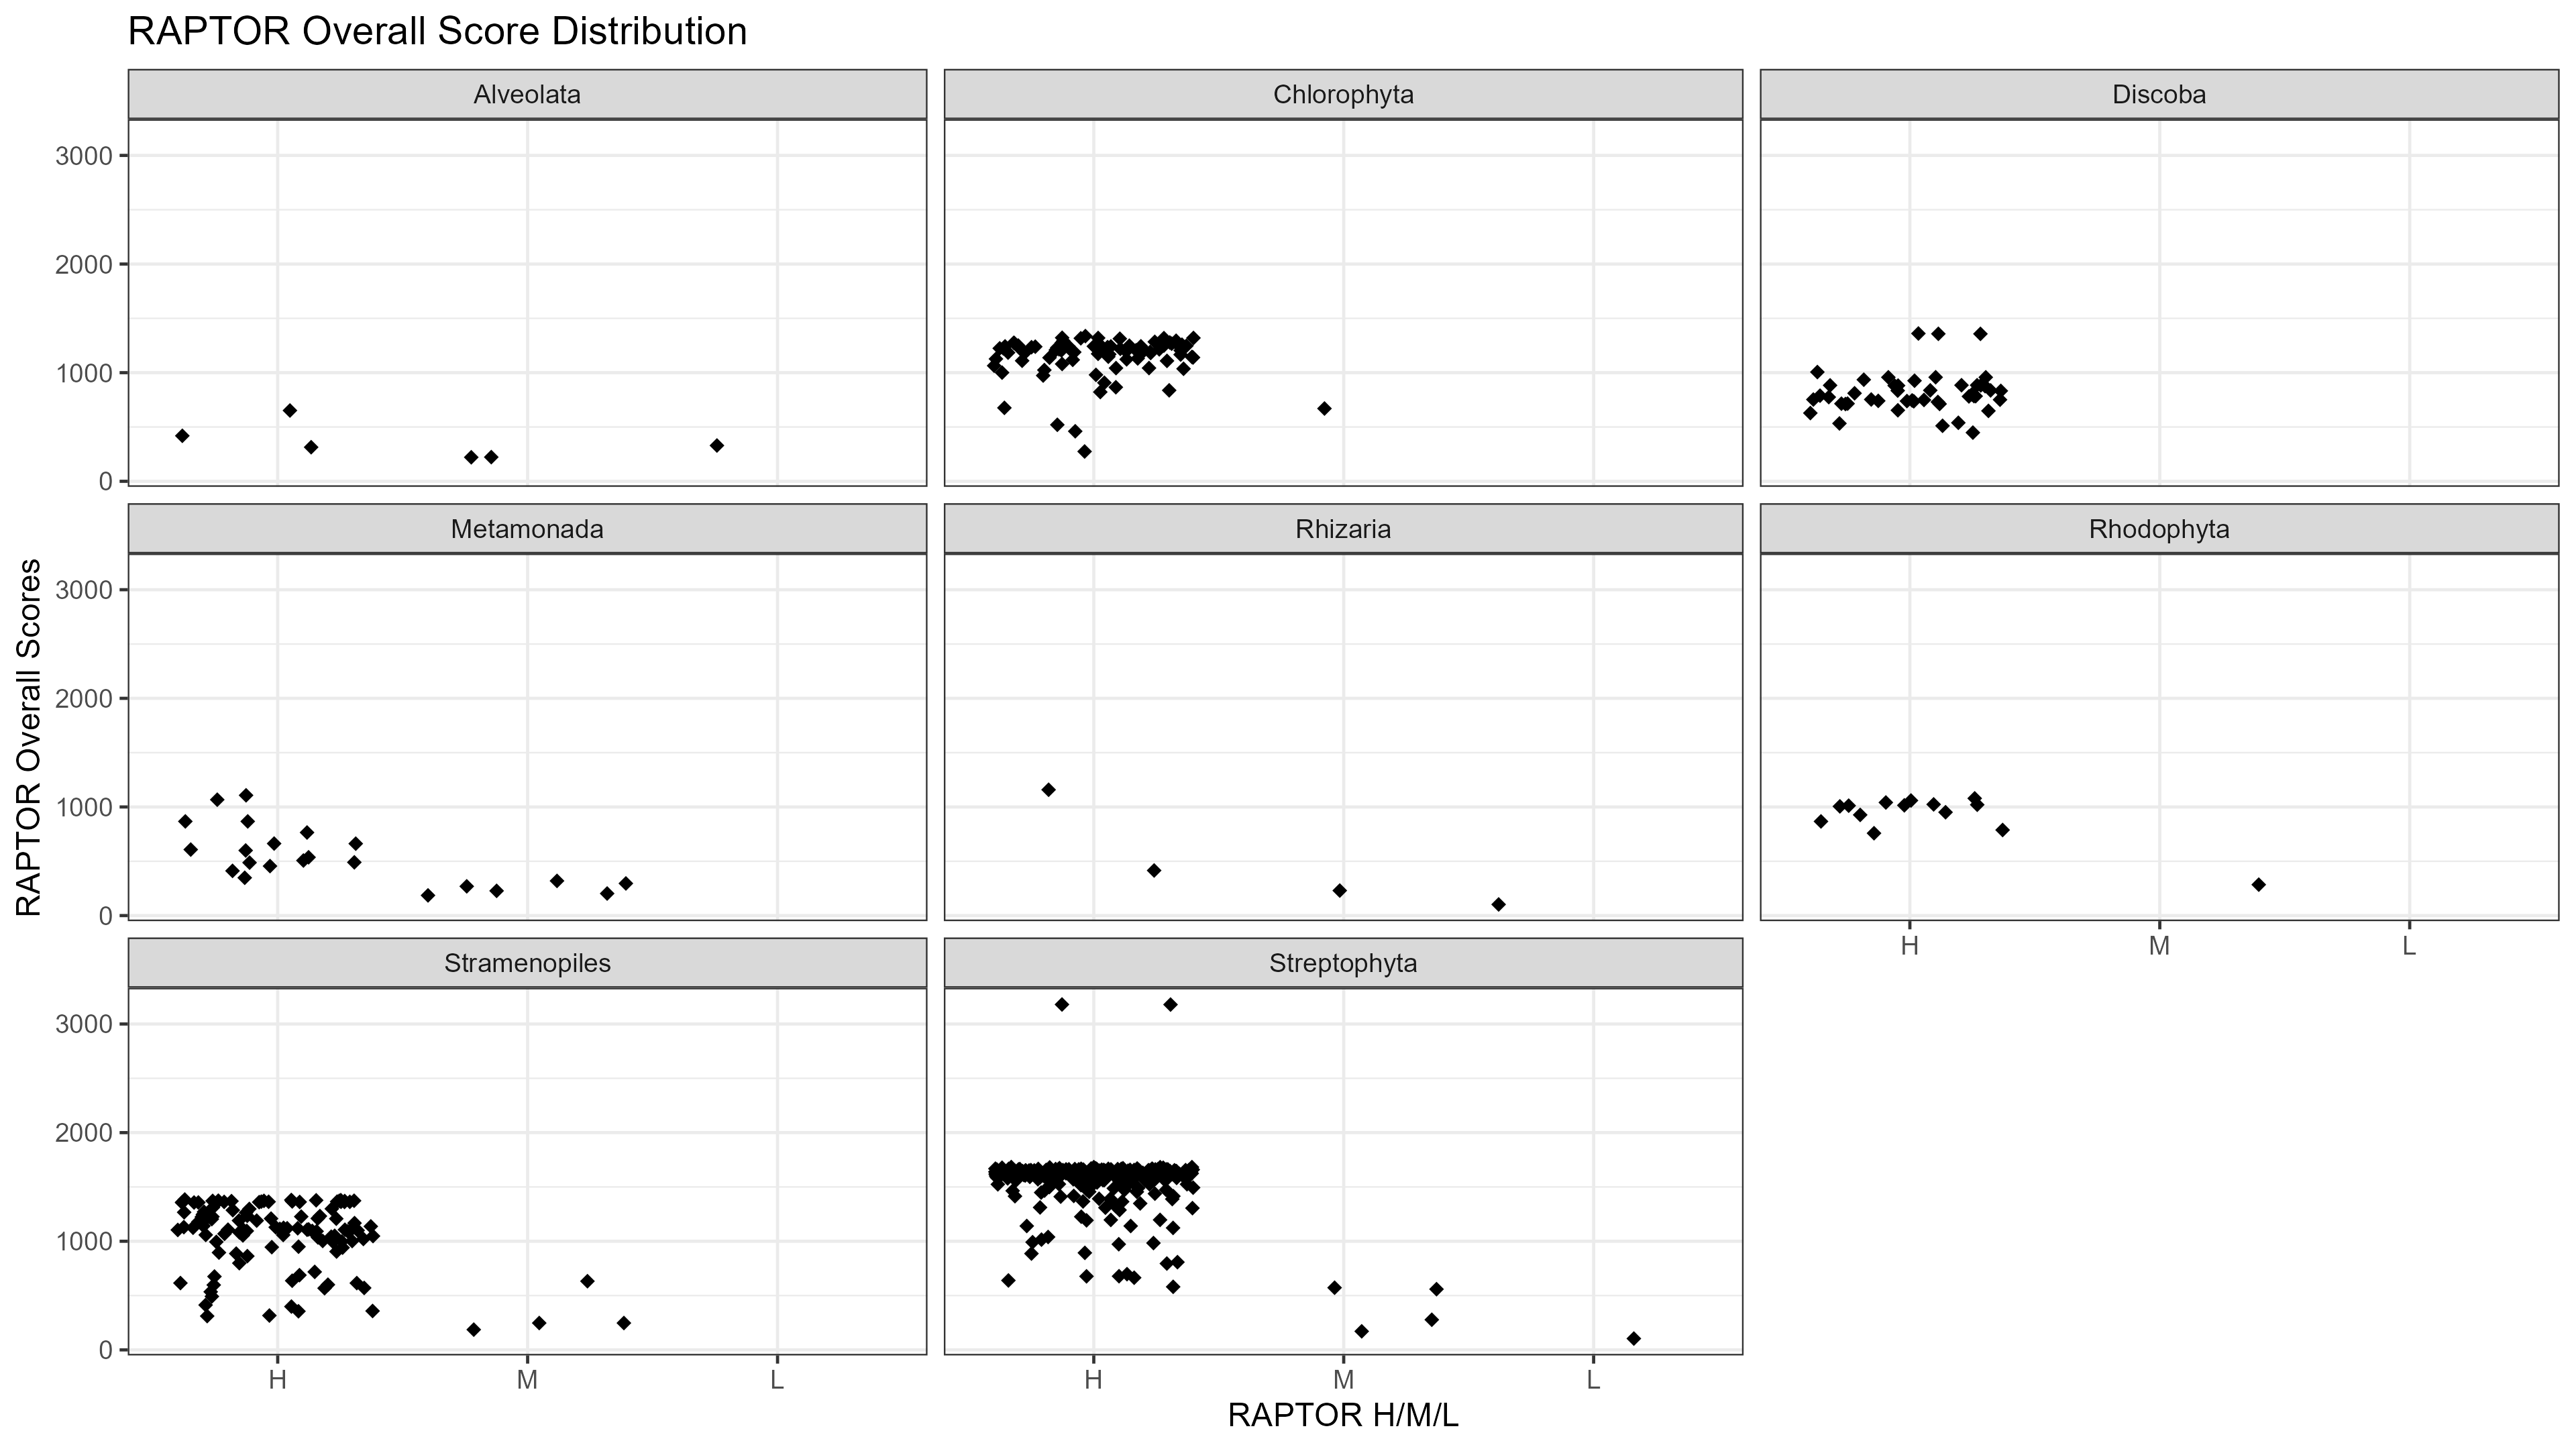 RAPTOR Overall Score Distribution
Alveolata
Chlorophyta
Discoba
3000
2000
1000
0
Metamonada
Rhizaria
Rhodophyta
3000
2000
1000
0
H M L
Stramenopiles
Streptophyta
3000
2000
1000
0
H M L
H M L
RAPTOR Overall Scores
RAPTOR H/M/L